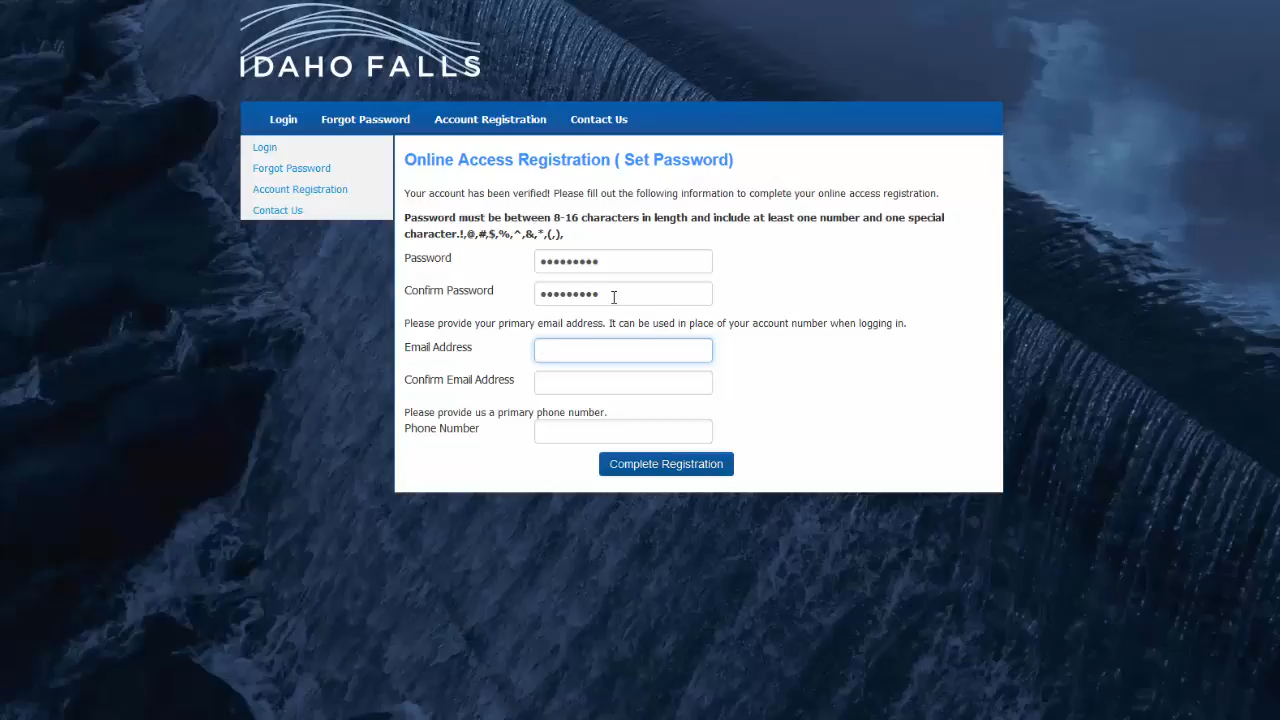 IDAHO FALLS
Login Forgot Password Account Registration Contact Us
Login
Forgot Password
Account Registration
Contact Us
Online Access Registration ( Set Password)
Your account has been verified! Please fill out the following information to complete your online access registration.
Password must be between 8-16 characters in length and include at least one number and one special
character.!,@,#,$,%,^,&,*,(,),
Password
•••••••••
Confirm Password
•••••••••
Please provide your primary email address. It can be used in place of your account number when logging in.
Email Address
Confirm Email Address
Please provide us a primary phone number.
Phone Number
Complete Registration